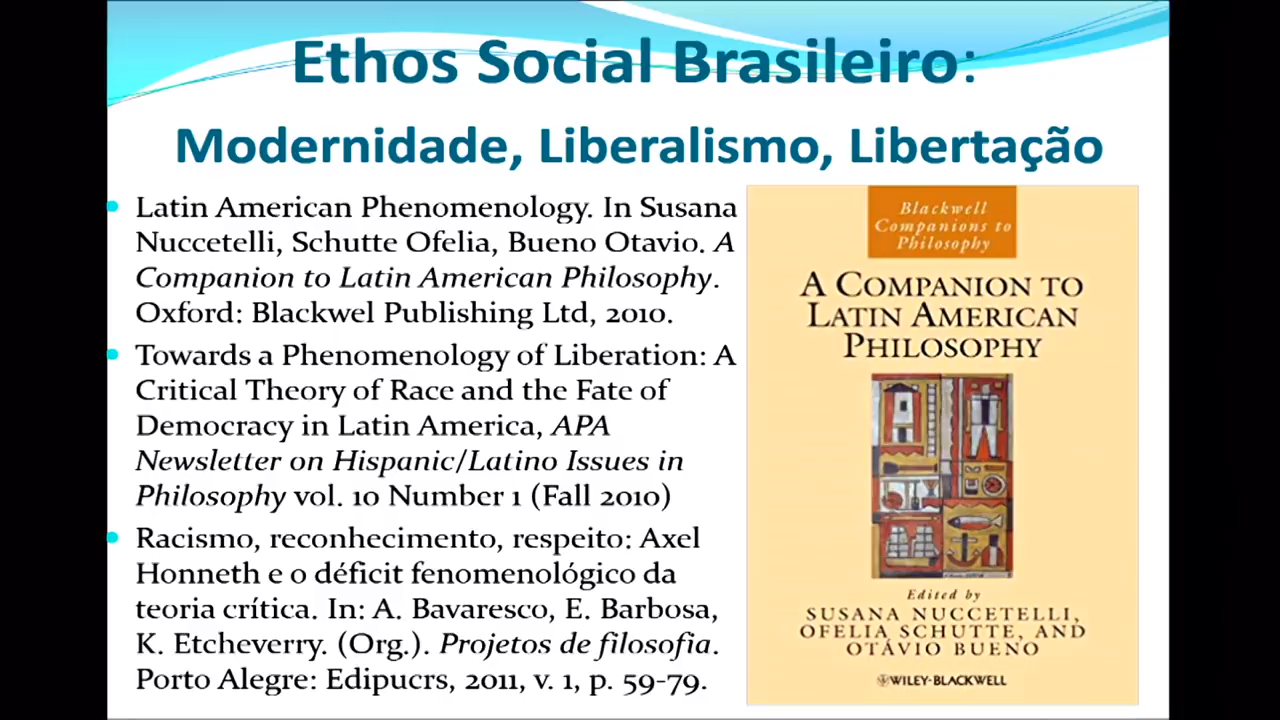 Ethos Social Brasileiro:
Modernidade, Liberalismo, Libertação
• Latin American Phenomenology. In Susana
Nuccetelli, Schutte Ofelia, Bueno Otavio. A
Companion to Latin American Philosophy.
Oxford: Blackwel Publishing Ltd, 2010.
• Towards a Phenomenology of Liberation: A
Critical Theory of Race and the Fate of
Democracy in Latin America, APA
Newsletter on Hispanic/Latino Issues in
Philosophy vol. 10 Number 1 (Fall 2010)
• Racismo, reconhecimento, respeito: Axel
Honneth e o déficit fenomenológico da
teoria crítica. In: A. Bavaresco, E. Barbosa,
K. Etcheverry. (Org.). Projetos de filosofia.
Porto Alegre: Edipucrs, 2011, v. 1, p. 59-79.
Blackwell
Companions to
Philosophy
A COMPANION TO
LATIN AMERICAN
PHILOSOPHY
Edited by
SUSANA NUCCETELLI,
OFELIA SCHUTTE, AND
OTÁVIO BUENO
WILEY-BLACKWELL